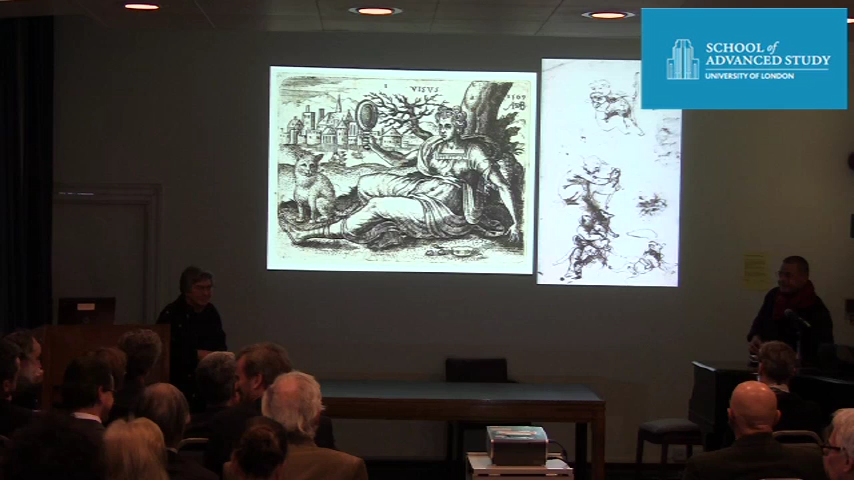 SCHOOL of
ADVANCED STUDY
UNIVERSITY OF LONDON
VISVS